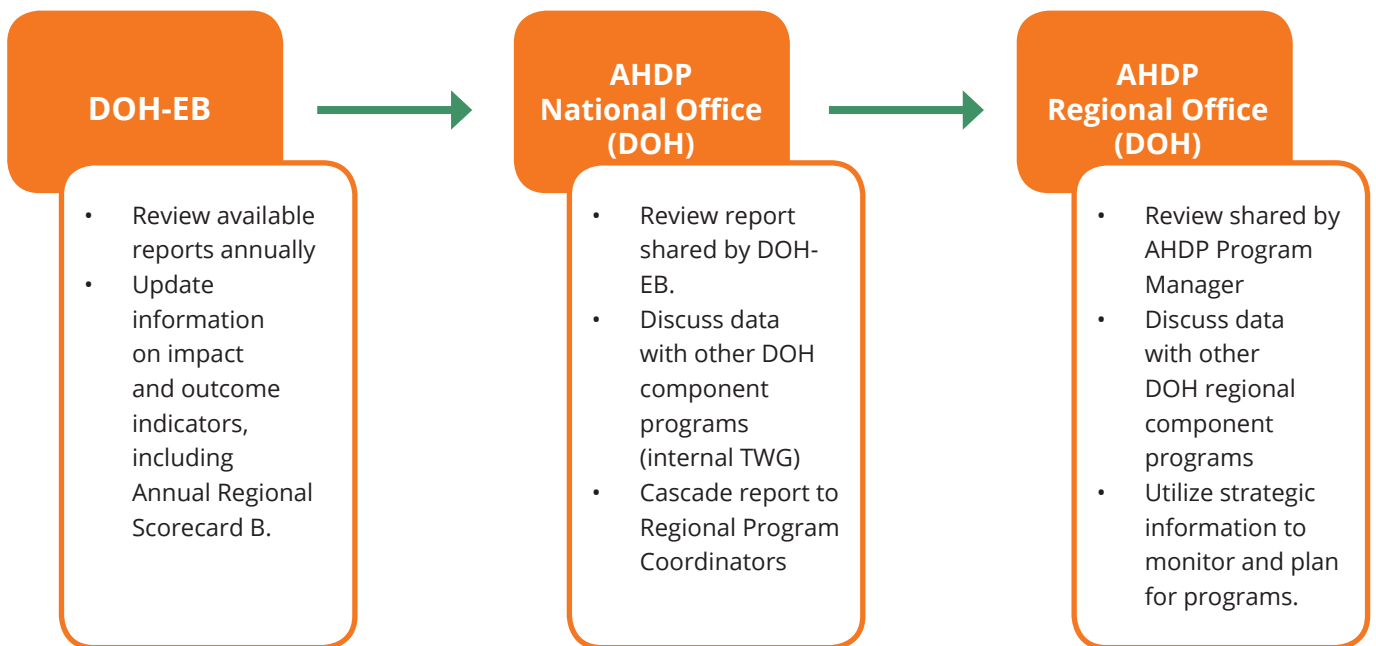 DOH-EB
• Review available
reports annually
• Update
information
on impact
and outcome
indicators,
including
Annual Regional
Scorecard B.
AHDP
National Office
(DOH)
• Review report
shared by DOH-
EB.
• Discuss data
with other DOH
component
programs
(internal TWG)
• Cascade report to
Regional Program
Coordinators
AHDP
Regional Office
(DOH)
• Review shared by
AHDP Program
Manager
• Discuss data
with other
DOH regional
component
programs
• Utilize strategic
information to
monitor and plan
for programs.